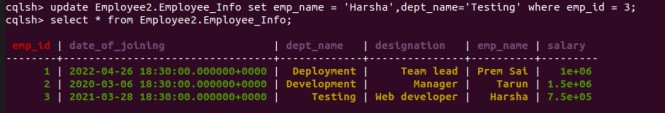 cqlsh> update Employee2.Employee_Info set emp_name = 'Harsha',dept_name='Testing' where emp_id = 3;
cqlsh> select * from Employee2.Employee_Info;
emp_id | date_of_joining | dept_name | designation | emp_name | salary
--------+---------------------------------+-------------+---------------+----------+---------
1 | 2022-04-26 18:30:00.000000+0000 | Deployment | Team lead | Prem Sai | 1e+06
2 | 2020-03-06 18:30:00.000000+0000 | Development | Manager | Tarun | 1.5e+06
3 | 2021-03-28 18:30:00.000000+0000 | Testing | Web developer | Harsha | 7.5e+05